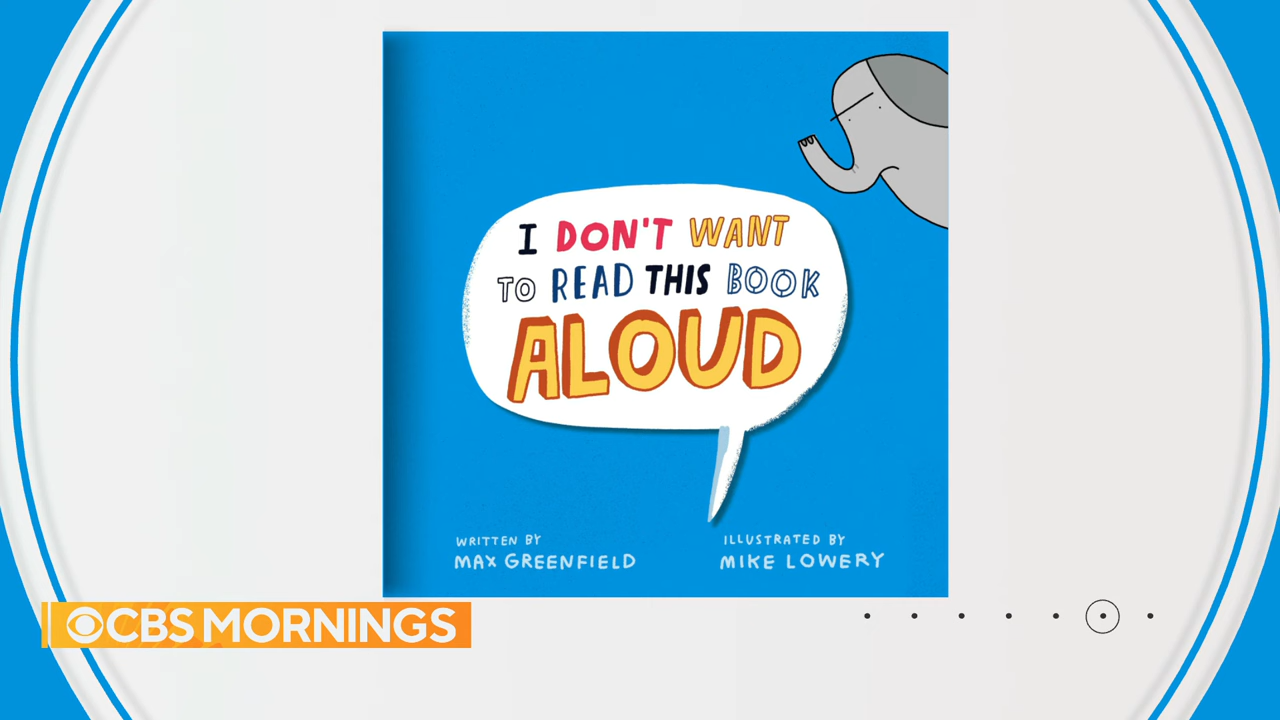 I DON'T WANT
TO READ THIS BOOK
ALOUD
WRITTEN BY
MAX GREENFIELD
ILLUSTRATED BY
MIKE LOWERY
CBS MORNINGS